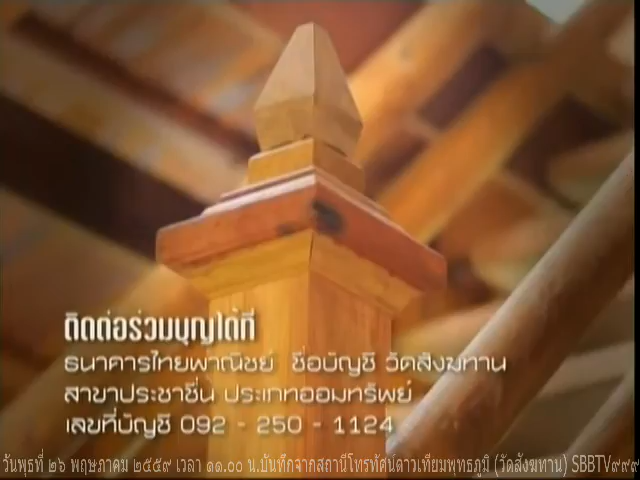 ติดต่อร่วมบุญได้ที่
ธนาคารไทยพาณิชย์ ชื่อบัญชี วัดสังฆทาน
สาขาประชาชื่น ประเภทออมทรัพย์
เลขที่บัญชี 092 - 250 - 1124
วันพุธที่ ๒๖ พฤษภาคม ๒๕๕๙ เวลา ๑๑.๐๐ น.บันทึกจากสถานีโทรทัศน์ดาวเทียมพุทธภูมิ (วัดสังฆทาน) SBBTV๙๙๙